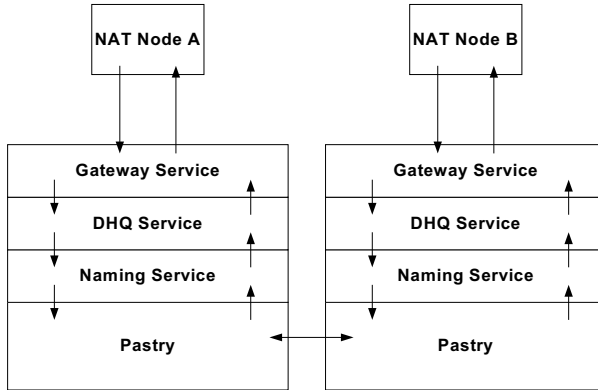 NAT Node A
NAT Node B
Gateway Service
Gateway Service
DHQ Service
DHQ Service
Naming Service
Naming Service
Pastry
Pastry